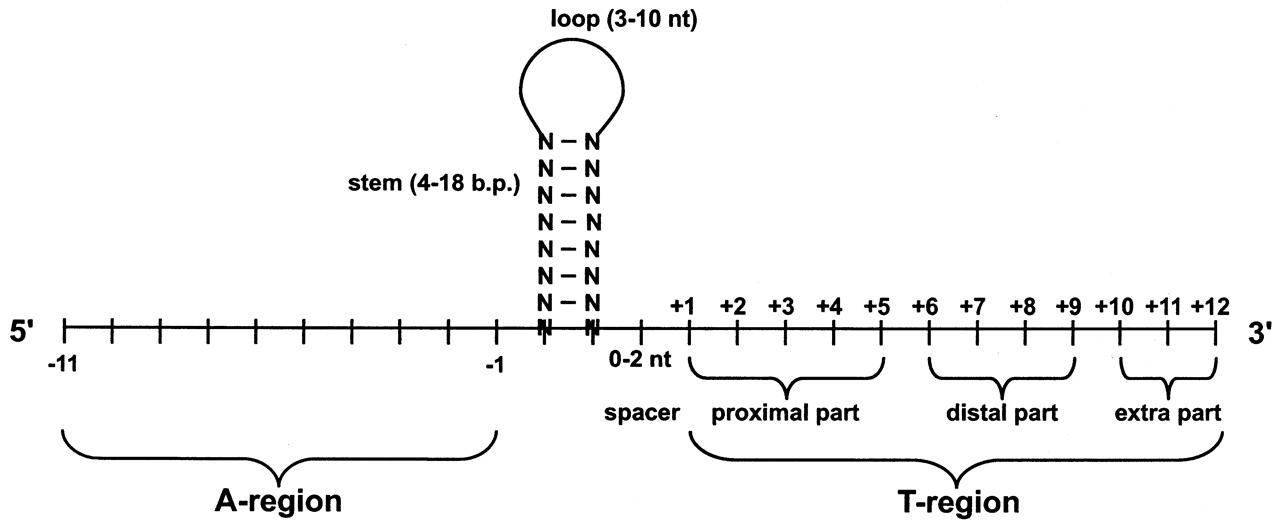 loop (3-10 nt)
N – N
N – N
stem (4-18 b.p.)
N – N
N – N
N – N
N – N
N – N
+1 +2 +3 +4 +5 +6 +7 +8 +9 +10 +11 +12
5' N N 3'
-11 -1 0-2 nt
spacer proximal part distal part extra part
A-region T-region